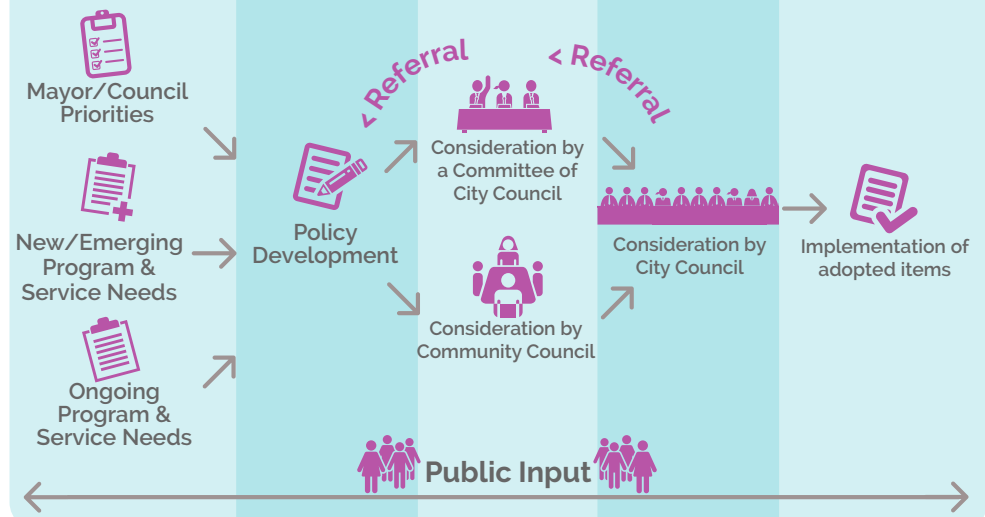 Mayor/Council
Priorities
New/Emerging
Program &
Service Needs
Ongoing
Program &
Service Needs
Policy
Development
< Referral
< Referral
Consideration by
a Committee of
City Council
Consideration by
Community Council
Consideration by
City Council
Implementation of
adopted items
Public Input